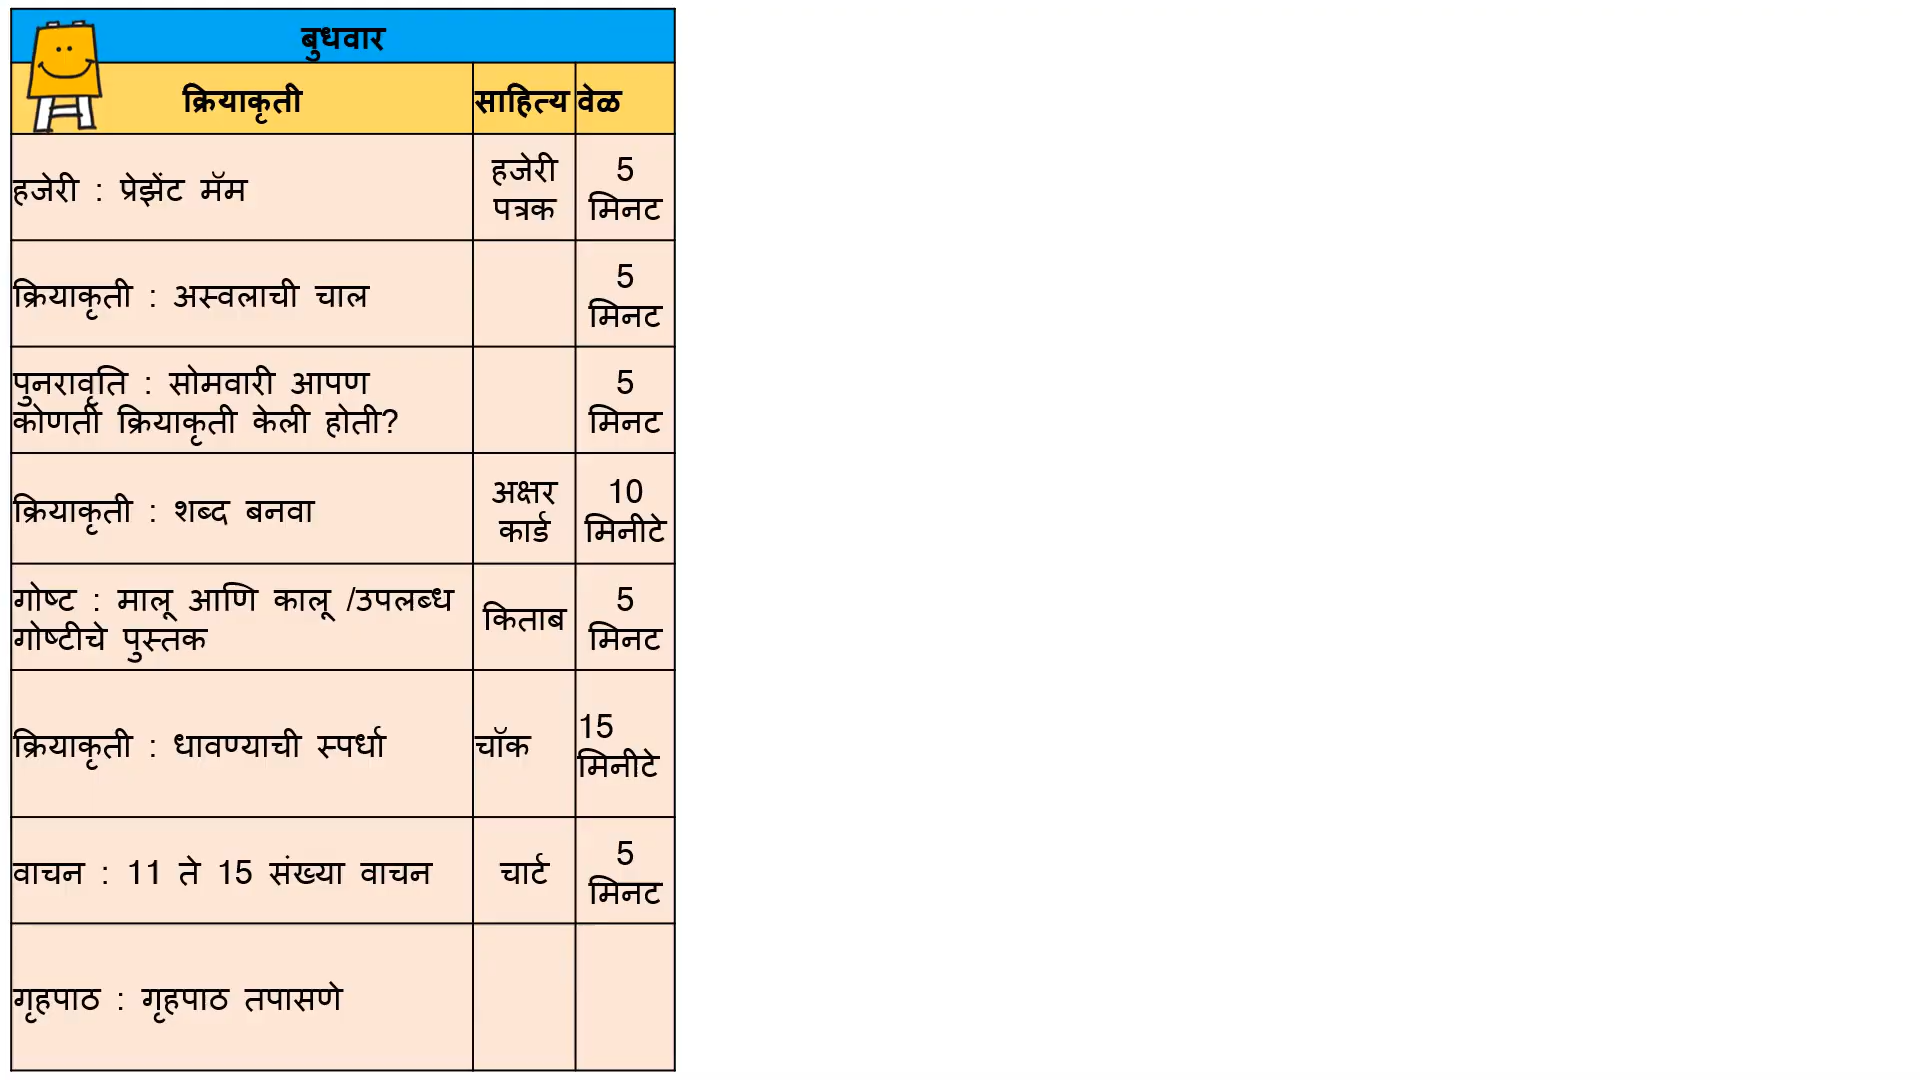 बुधवार
क्रियाकृती साहित्य वेळ
हजेरी : प्रेझेंट मॅम
हजेरी
पत्रक
5
मिनट
क्रियाकृती : अस्वलाची चाल
5
मिनट
पुनरावृति : सोमवारी आपण
कोणती क्रियाकृती केली होती?
5
मिनट
क्रियाकृती : शब्द बनवा
अक्षर
कार्ड
10
मिनीटे
गोष्ट : मालू आणि कालू /उपलब्ध
गोष्टीचे पुस्तक
किताब
5
मिनट
क्रियाकृती : धावण्याची स्पर्धा
चॉक
15
मिनीटे
वाचन : 11 ते 15 संख्या वाचन
चार्ट
5
मिनट
गृहपाठ : गृहपाठ तपासणे